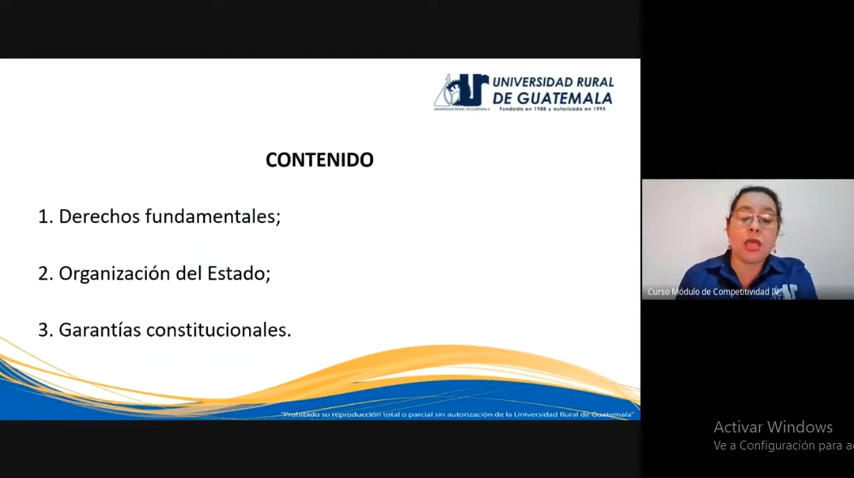 UNIVERSIDAD RURAL
DE GUATEMALA
Fundada en 1988 y autorizada en 1995
CONTENIDO
1. Derechos fundamentales;
2. Organización del Estado;
3. Garantías constitucionales.
"Prohibido su reproducción total o parcial sin autorización de la Universidad Rural de Guatemala"
Curso Módulo de Competitividad
Activar Windows
Ve a Configuración para